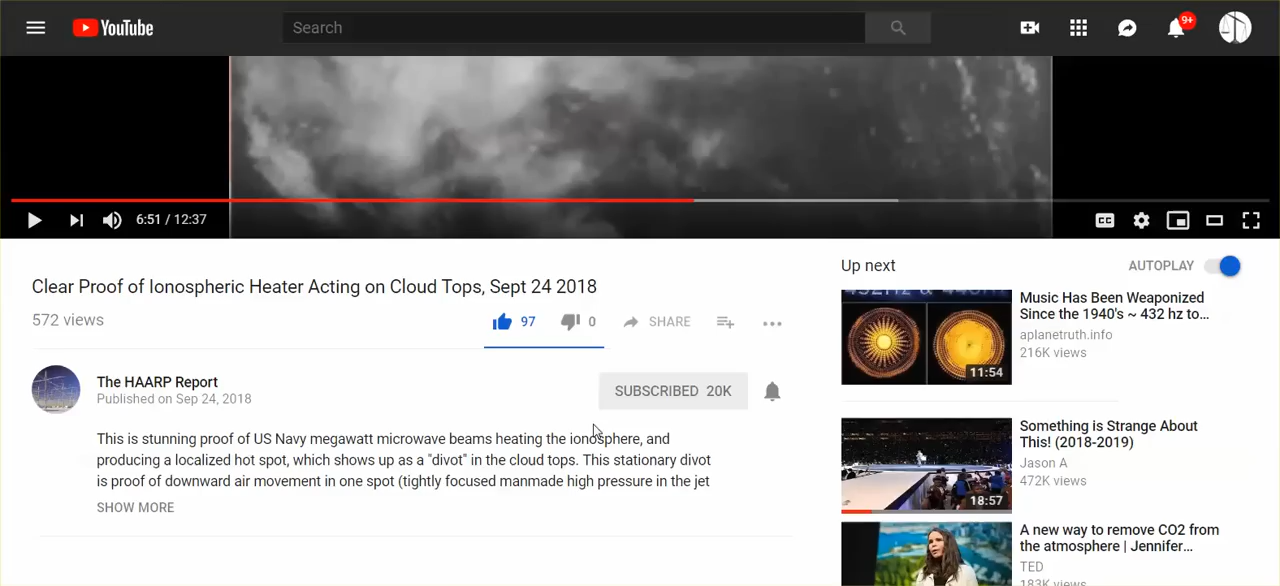 YouTube
Search
9+
6:51 / 12:37
CC
Clear Proof of Ionospheric Heater Acting on Cloud Tops, Sept 24 2018
572 views
97
0
SHARE
The HAARP Report
Published on Sep 24, 2018
SUBSCRIBED 20K
This is stunning proof of US Navy megawatt microwave beams heating the ionosphere, and
producing a localized hot spot, which shows up as a "divot" in the cloud tops. This stationary divot
is proof of downward air movement in one spot (tightly focused manmade high pressure in the jet
SHOW MORE
Up next
AUTOPLAY
11:54
Music Has Been Weaponized
Since the 1940's ~ 432 hz to...
aplanetruth.info
216K views
18:57
Something is Strange About
This! (2018-2019)
Jason A
472K views
A new way to remove CO2 from
the atmosphere | Jennifer...
TED
183K views